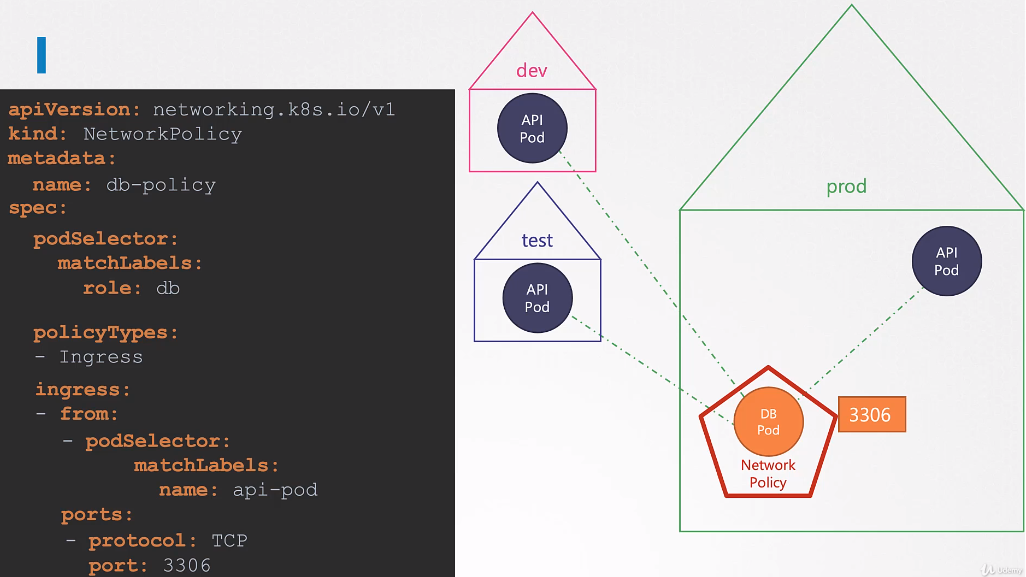 apiVersion: networking.k8s.io/v1
kind: NetworkPolicy
metadata:
name: db-policy
spec:
podSelector:
matchLabels:
role: db
policyTypes:
- Ingress
ingress:
- from:
- podSelector:
matchLabels:
name: api-pod
ports:
- protocol: TCP
port: 3306
dev
API
Pod
test
API
Pod
prod
API
Pod
DB
Pod
Network
Policy
3306
Udemy